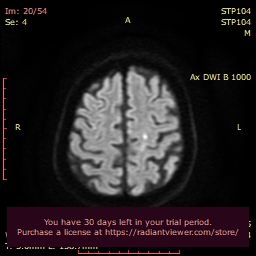 Im: 20/54
Se: 4
A
STP104
STP104
M
Ax DWI B 1000
R
L
You have 30 days left in your trial period.
Purchase a license at https://radiantviewer.com/store/